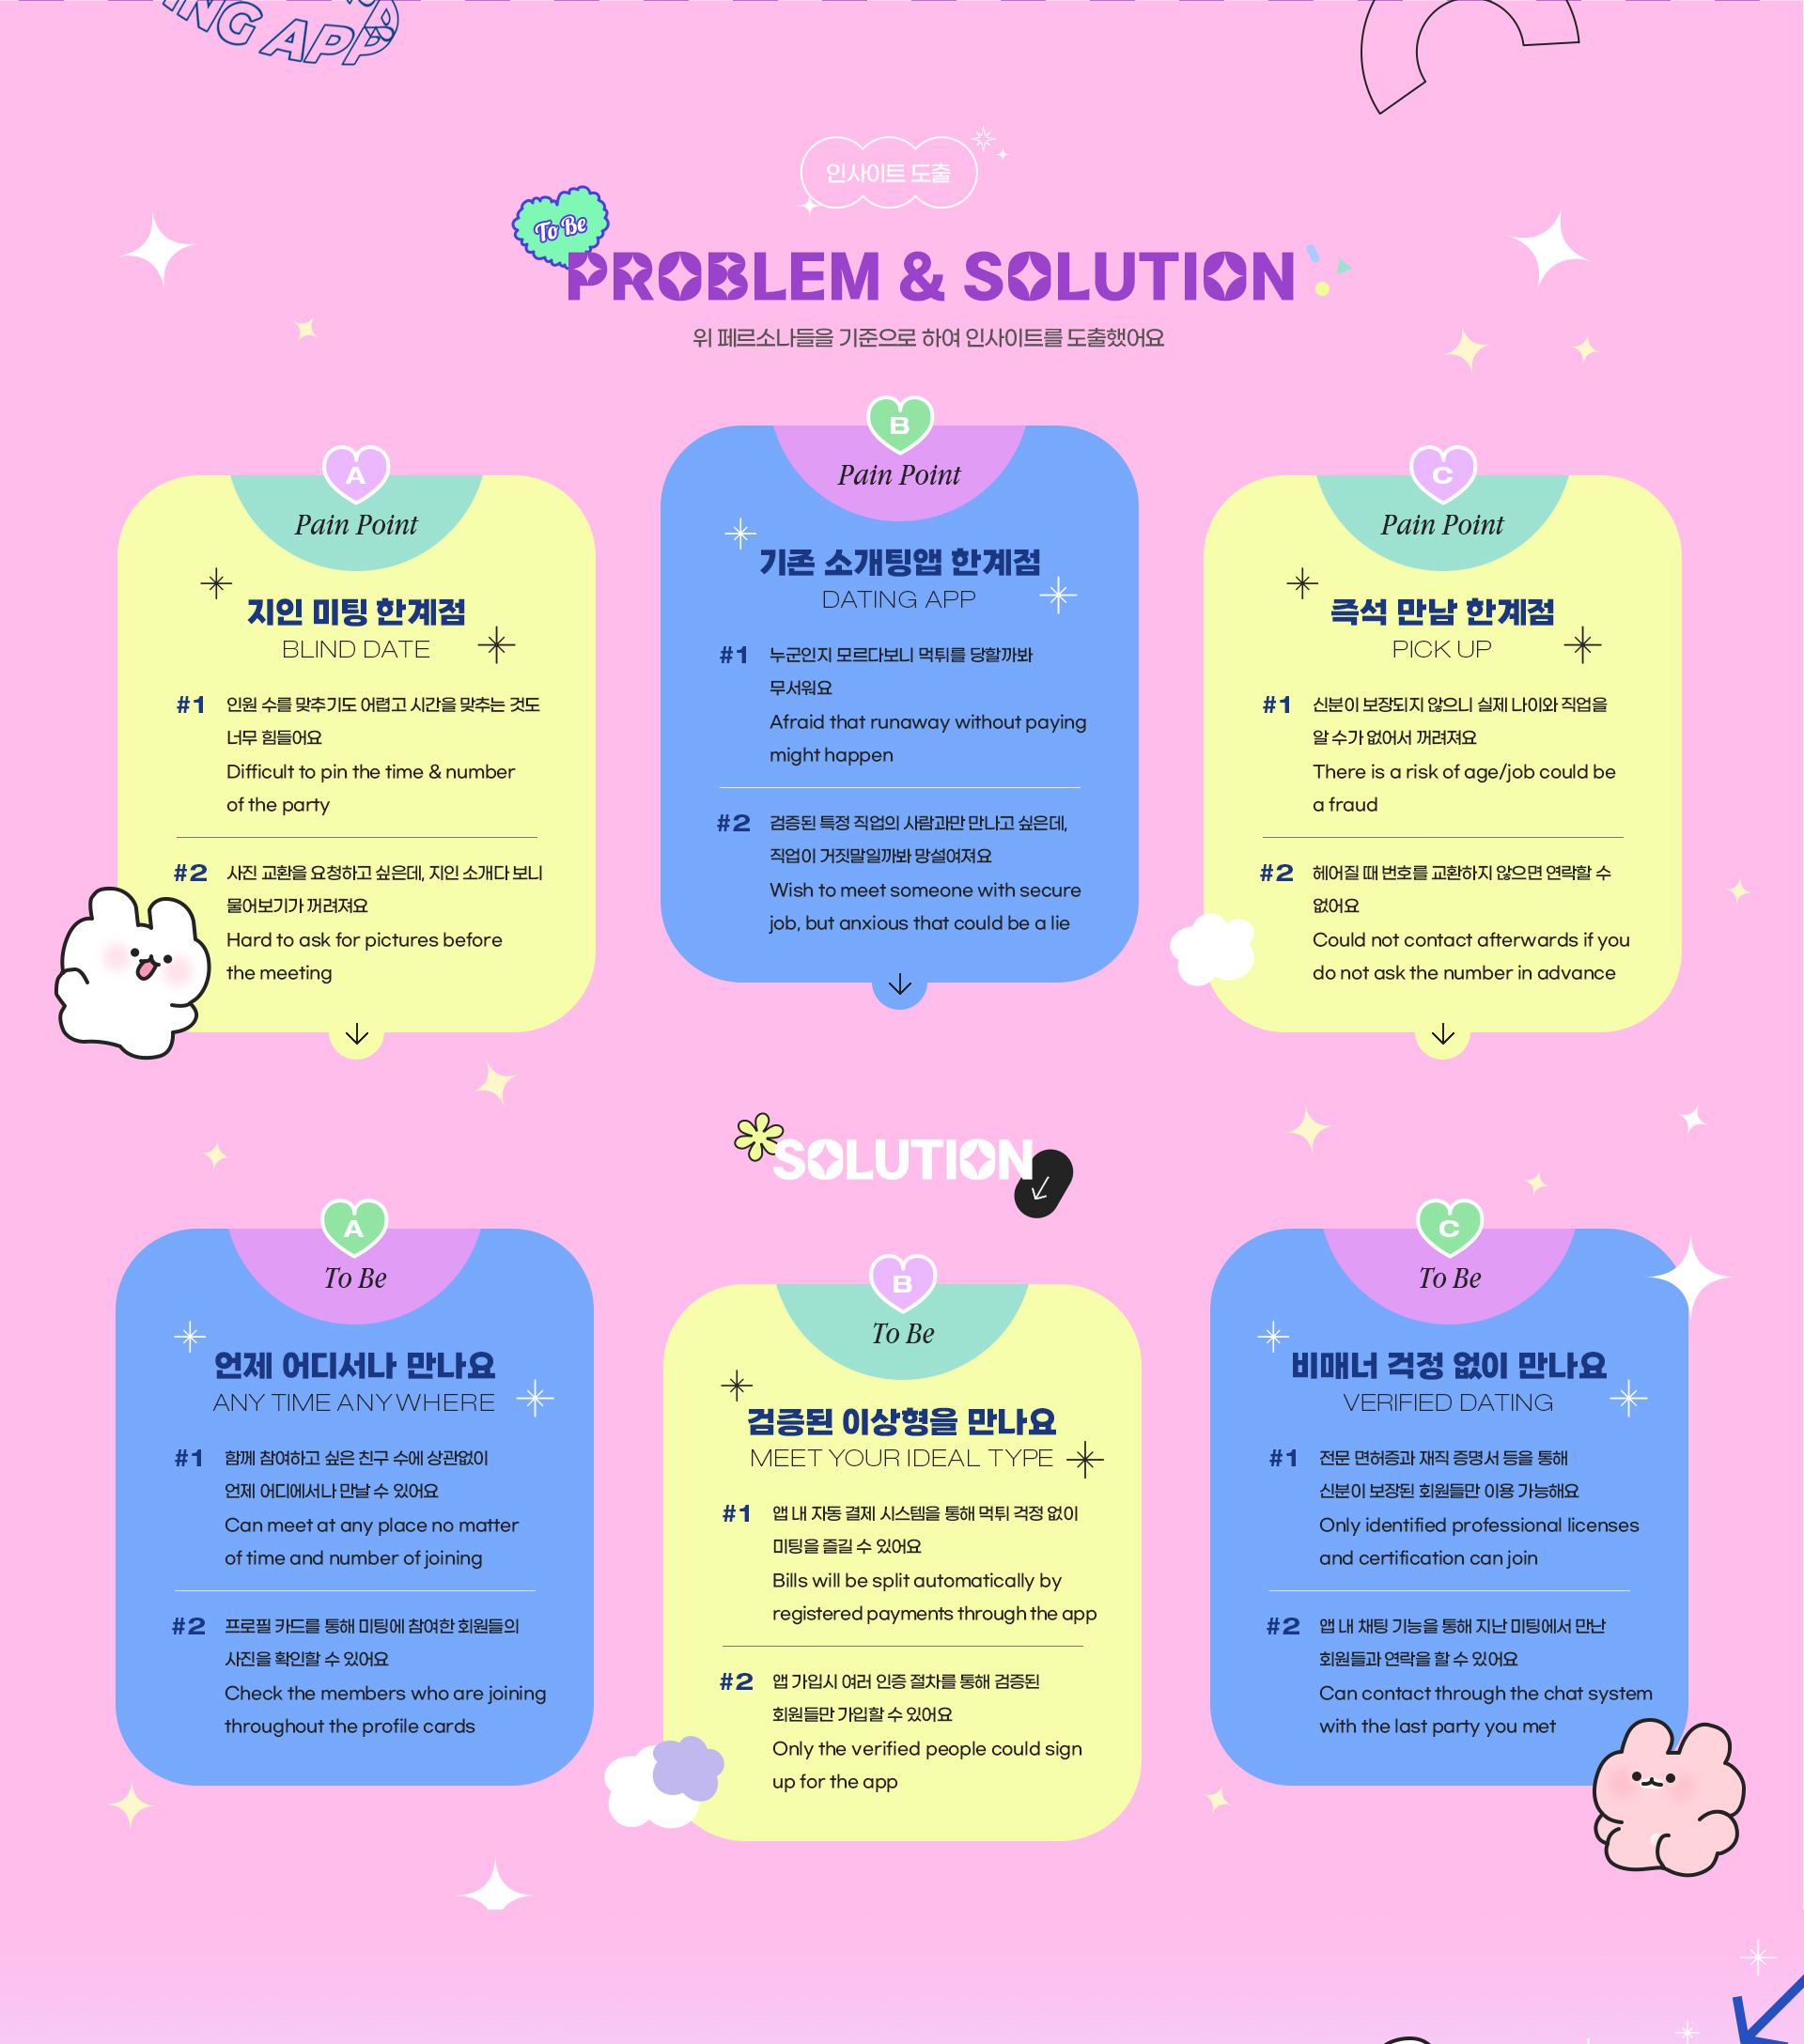 ING APP
인사이트 도출
To Be
PROBLEM & SOLUTION
위 페르소나들을 기준으로 하여 인사이트를 도출했어요
A
Pain Point
지인 미팅 한계점
BLIND DATE
#1 인원 수를 맞추기도 어렵고 시간을 맞추는 것도
너무 힘들어요
Difficult to pin the time & number
of the party
#2 사진 교환을 요청하고 싶은데, 지인 소개다 보니
물어보기가 꺼려져요
Hard to ask for pictures before
the meeting
B
Pain Point
기존 소개팅앱 한계점
DATING APP
#1 누군인지 모르다보니 먹튀를 당할까봐
무서워요
Afraid that runaway without paying
might happen
#2 검증된 특정 직업의 사람과만 만나고 싶은데,
직업이 거짓말일까봐 망설여져요
Wish to meet someone with secure
job, but anxious that could be a lie
C
Pain Point
즉석 만남 한계점
PICK UP
#1 신분이 보장되지 않으니 실제 나이와 직업을
알 수가 없어서 꺼려져요
There is a risk of age/job could be
a fraud
#2 헤어질 때 번호를 교환하지 않으면 연락할 수
없어요
Could not contact afterwards if you
do not ask the number in advance
SOLUTION
A
To Be
언제 어디서나 만나요
ANY TIME ANYWHERE
#1 함께 참여하고 싶은 친구 수에 상관없이
언제 어디에서나 만날 수 있어요
Can meet at any place no matter
of time and number of joining
#2 프로필 카드를 통해 미팅에 참여한 회원들의
사진을 확인할 수 있어요
Check the members who are joining
throughout the profile cards
B
To Be
검증된 이상형을 만나요
MEET YOUR IDEAL TYPE
#1 앱 내 자동 결제 시스템을 통해 먹튀 걱정 없이
미팅을 즐길 수 있어요
Bills will be split automatically by
registered payments through the app
#2 앱 가입시 여러 인증 절차를 통해 검증된
회원들만 가입할 수 있어요
Only the verified people could sign
up for the app
C
To Be
비매너 걱정 없이 만나요
VERIFIED DATING
#1 전문 면허증과 재직 증명서 등을 통해
신분이 보장된 회원들만 이용 가능해요
Only identified professional licenses
and certification can join
#2 앱 내 채팅 기능을 통해 지난 미팅에서 만난
회원들과 연락을 할 수 있어요
Can contact through the chat system
with the last party you met